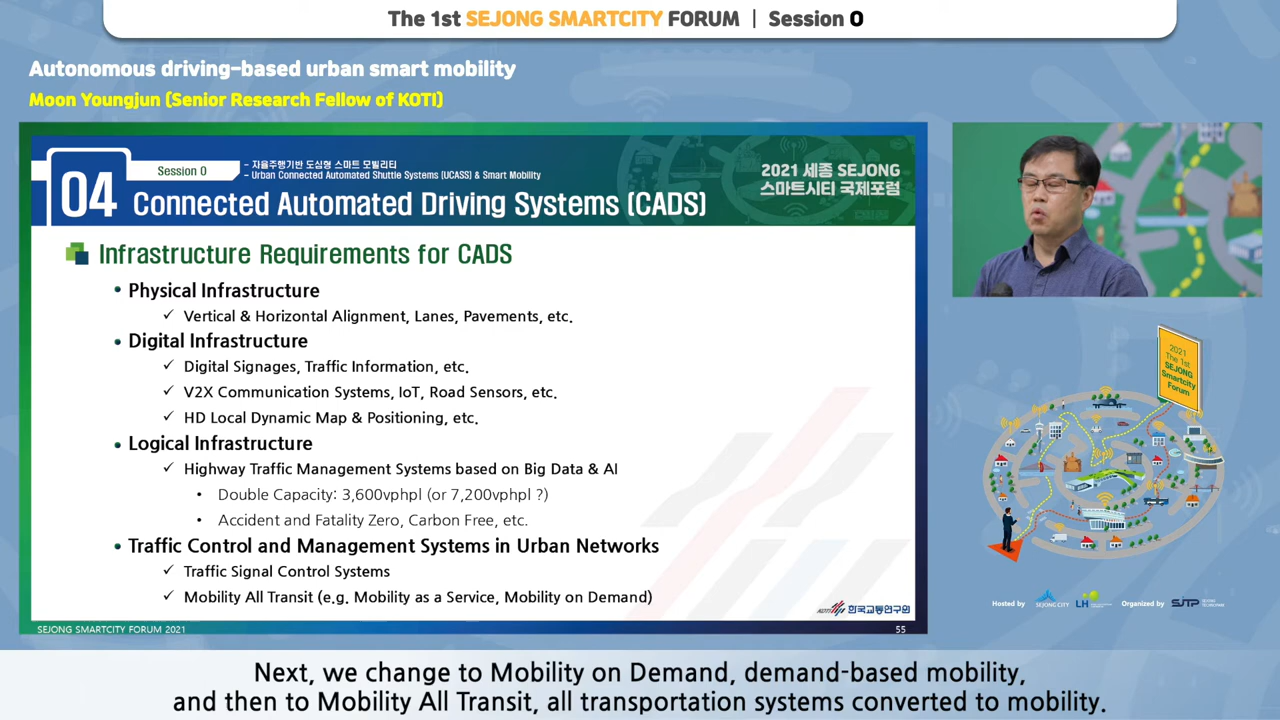 The 1st SEJONG SMARTCITY FORUM | Session 0
Autonomous driving-based urban smart mobility
Moon Youngjun (Senior Research Fellow of KOTI)
04
Session 0
- 자율주행기반 도심형 스마트 모빌리티
- Urban Connected Automated Shuttle Systems (UCASS) & Smart Mobility
Connected Automated Driving Systems (CADS)
2021 세종 SEJONG
스마트시티 국제포럼
Infrastructure Requirements for CADS
• Physical Infrastructure
✓ Vertical & Horizontal Alignment, Lanes, Pavements, etc.
• Digital Infrastructure
✓ Digital Signages, Traffic Information, etc.
✓ V2X Communication Systems, IoT, Road Sensors, etc.
✓ HD Local Dynamic Map & Positioning, etc.
• Logical Infrastructure
✓ Highway Traffic Management Systems based on Big Data & AI
• Double Capacity: 3,600vphpl (or 7,200vphpl ?)
• Accident and Fatality Zero, Carbon Free, etc.
• Traffic Control and Management Systems in Urban Networks
✓ Traffic Signal Control Systems
✓ Mobility All Transit (e.g. Mobility as a Service, Mobility on Demand)
KOTI 한국교통연구원
SEJONG SMARTCITY FORUM 2021
55
2021
The 1st
SEJONG
Smartcity
Forum
Hosted by
SEJONG CITY
LH
Organized by
SJTP
Next, we change to Mobility on Demand, demand-based mobility,
and then to Mobility All Transit, all transportation systems converted to mobility.